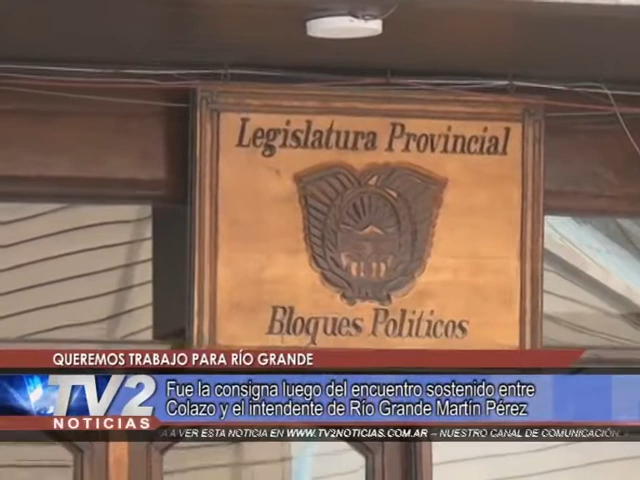 Legislatura Provincial
Bloques Politicos
QUEREMOS TRABAJO PARA RÍO GRANDE
TV2
NOTICIAS
Fue la consigna luego del encuentro sostenido entre
Colazo y el intendente de Río Grande Martín Pérez
A A VER ESTA NOTICIA EN WWW.TV2NOTICIAS.COM.AR – NUESTRO CANAL DE COMUNICACIÓN